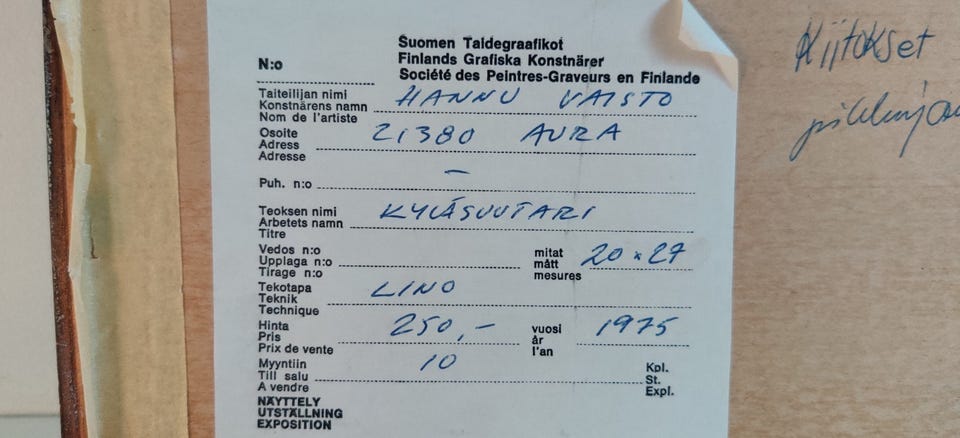 Suomen Taidegraafikot
Finlands Grafiska Konstnärer
Société des Peintres-Graveurs en Finlande
N:o
Taiteilijan nimi
Konstnärens namn HANNU VAISTO
Nom de l'artiste
Osoite
Adress 21380 AURA
Adresse
Puh. n:o –
Teoksen nimi
Arbetets namn KYLÄSUUTARI
Titre
Vedos n:o
Upplaga n:o
Tirage n:o
mitat
mått 20 x 27
mesures
Tekotapa
Teknik LINO
Technique
Hinta
Pris 250,–
Prix de vente
vuosi
år 1975
l'an
Myyntiin
Till salu 10
A vendre
Kpl.
St.
Expl.
NÄYTTELY
UTSTÄLLNING
EXPOSITION
Kiitokset